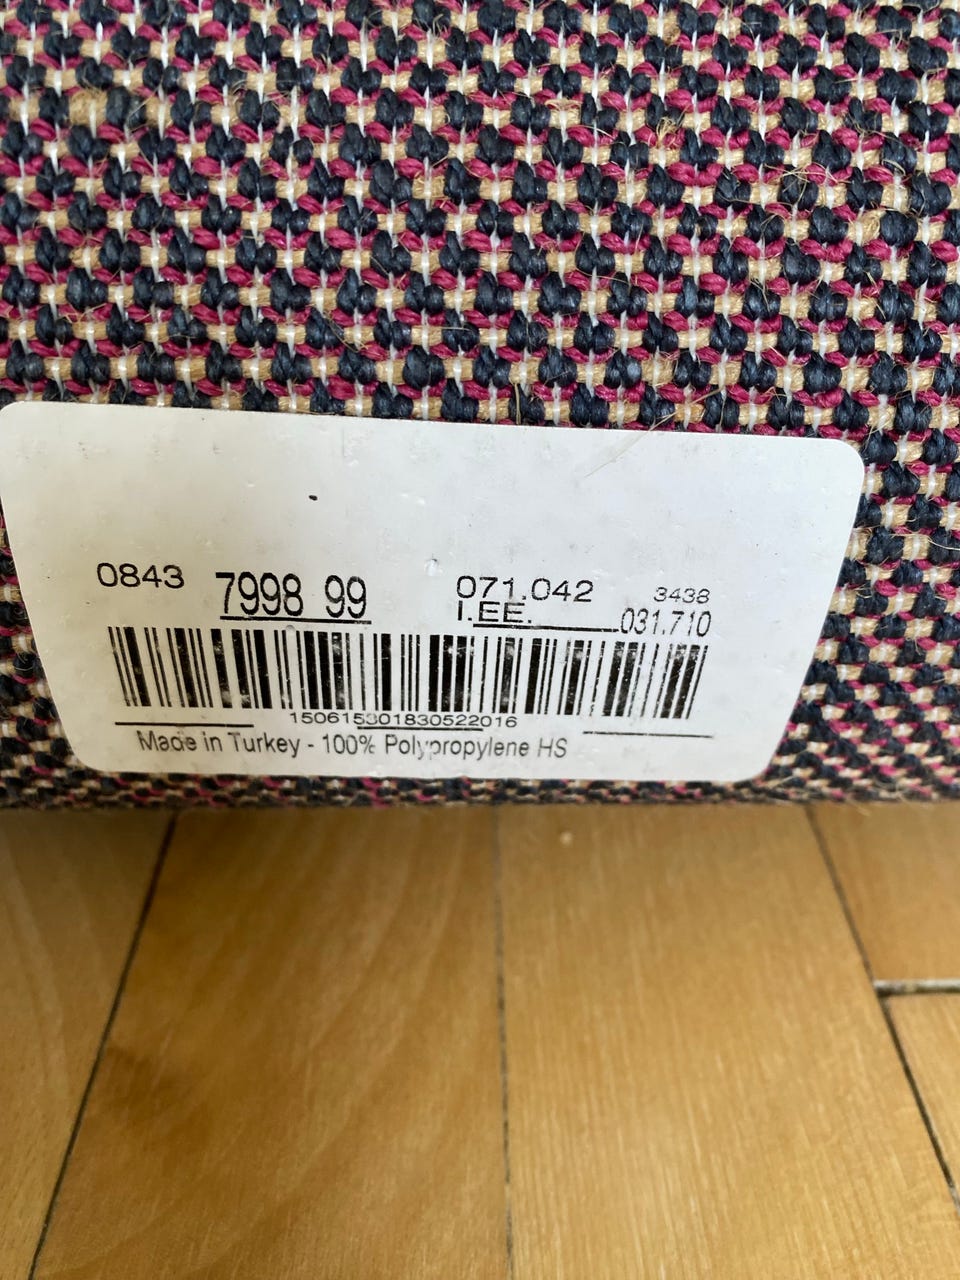 0843 7998 99 071.042 3438
I.EE. 031.710
150615301830522016
Made in Turkey - 100% Polypropylene HS